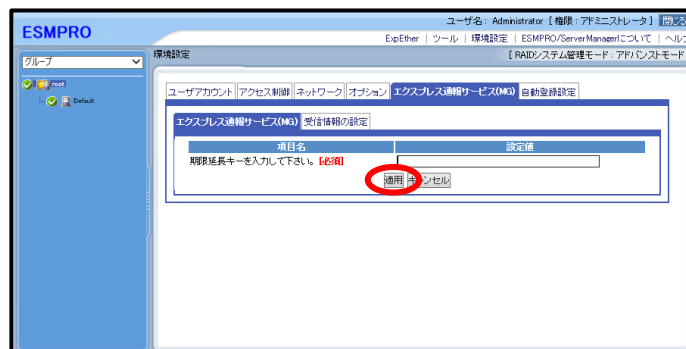 ユーザ名： Administrator [ 権限：アドミニストレータ ] 閉じる
ESMPRO
ExpEther | ツール | 環境設定 | ESMPRO/ServerManagerについて | ヘルプ
グループ 環境設定 [ RAIDシステム管理モード：アドバンストモード
root
Default
ユーザアカウント アクセス制御 ネットワーク オプション エクスプレス通報サービス(MG) 自動登録設定
エクスプレス通報サービス(MG) 受信情報の設定
項目名 設定値
期限延長キーを入力して下さい。[必須]
適用 キャンセル